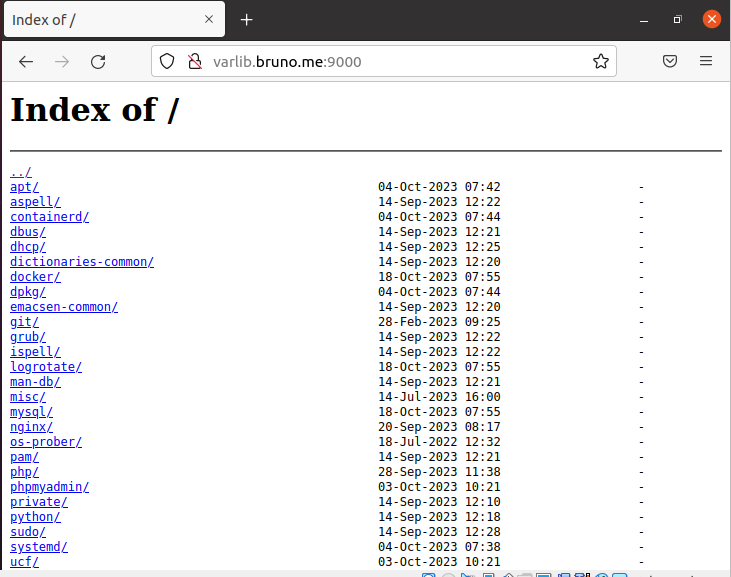 Index of /
varlib.bruno.me:9000
Index of /
../
apt/ 04-Oct-2023 07:42 -
aspell/ 14-Sep-2023 12:22 -
containerd/ 04-Oct-2023 07:44 -
dbus/ 14-Sep-2023 12:21 -
dhcp/ 14-Sep-2023 12:25 -
dictionaries-common/ 14-Sep-2023 12:20 -
docker/ 18-Oct-2023 07:55 -
dpkg/ 04-Oct-2023 07:44 -
emacsen-common/ 14-Sep-2023 12:20 -
git/ 28-Feb-2023 09:25 -
grub/ 14-Sep-2023 12:22 -
ispell/ 14-Sep-2023 12:22 -
logrotate/ 18-Oct-2023 07:55 -
man-db/ 14-Sep-2023 12:21 -
misc/ 14-Jul-2023 16:00 -
mysql/ 18-Oct-2023 07:55 -
nginx/ 20-Sep-2023 08:17 -
os-prober/ 18-Jul-2022 12:32 -
pam/ 14-Sep-2023 12:21 -
php/ 28-Sep-2023 11:38 -
phpmyadmin/ 03-Oct-2023 10:21 -
private/ 14-Sep-2023 12:10 -
python/ 14-Sep-2023 12:18 -
sudo/ 14-Sep-2023 12:28 -
systemd/ 04-Oct-2023 07:38 -
ucf/ 03-Oct-2023 10:21 -